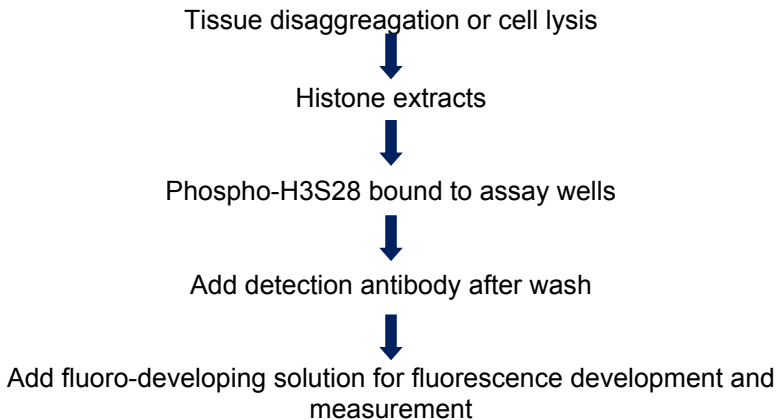 Tissue disaggreagation or cell lysis
Histone extracts
Phospho-H3S28 bound to assay wells
Add detection antibody after wash
Add fluoro-developing solution for fluorescence development and
measurement